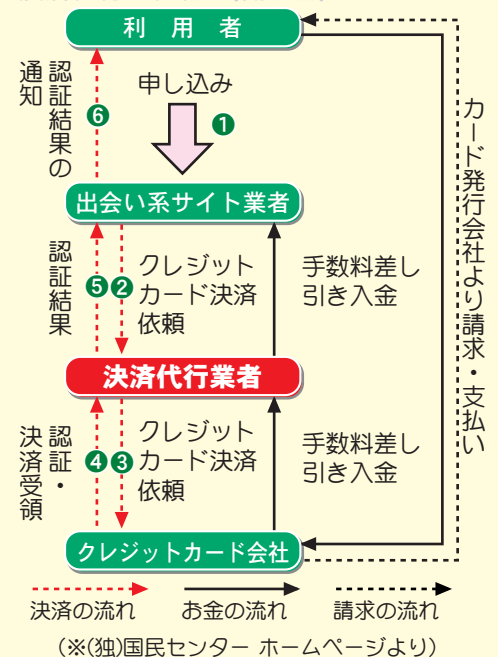 利用者
申し込み
❶
認証結果の
通知
❻
出会い系サイト業者
認証結果
❺
❷
クレジット
カード決済
依頼
手数料差し
引き入金
決済代行業者
認証・
決済受領
❹
❸
クレジット
カード決済
依頼
手数料差し
引き入金
クレジットカード会社
カード発行会社より請求・支払い
決済の流れ
お金の流れ
請求の流れ
(※(独)国民センター ホームページより)